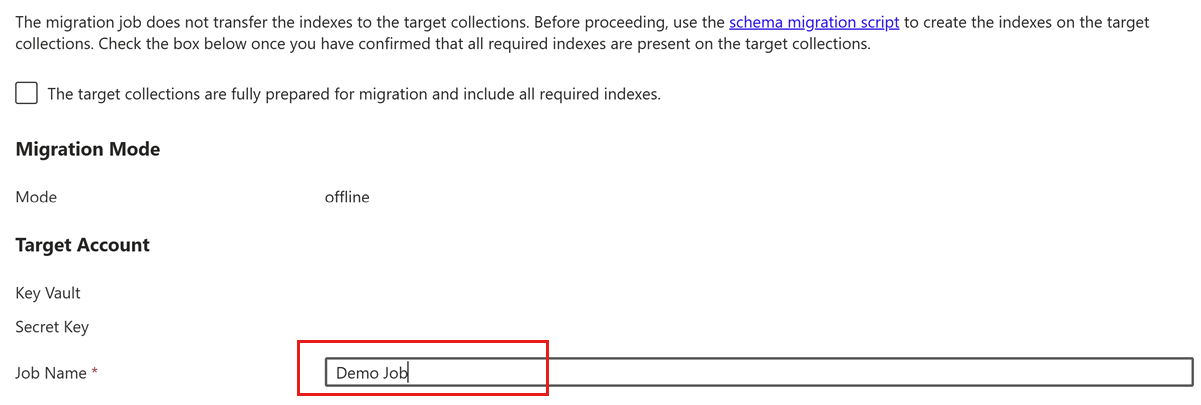 The migration job does not transfer the indexes to the target collections. Before proceeding, use the schema migration script to create the indexes on the target
collections. Check the box below once you have confirmed that all required indexes are present on the target collections.
The target collections are fully prepared for migration and include all required indexes.
Migration Mode
Mode offline
Target Account
Key Vault
Secret Key
Job Name * Demo Job